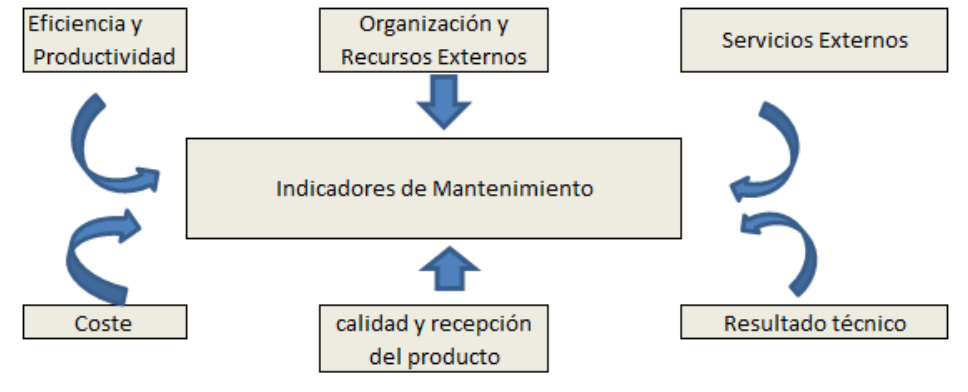 Eficiencia y
Productividad
Organización y
Recursos Externos
Servicios Externos
Indicadores de Mantenimiento
Coste
calidad y recepción
del producto
Resultado técnico